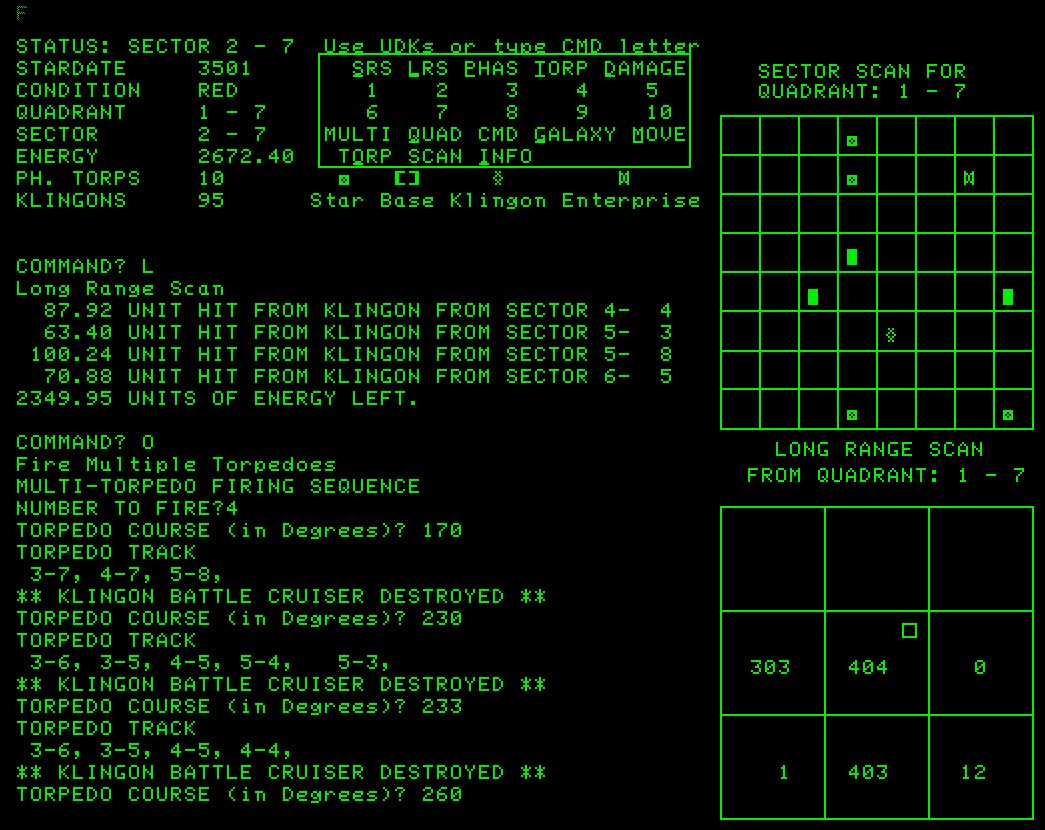 F
STATUS: SECTOR 2 - 7
STARDATE 3501
CONDITION RED
QUADRANT 1 - 7
SECTOR 2 - 7
ENERGY 2672.40
PH. TORPS 10
KLINGONS 95
Use UDKs or type CMD letter
SRS LRS PHAS TORP DAMAGE
1 2 3 4 5
6 7 8 9 10
MULTI QUAD CMD GALAXY MOVE
TORP SCAN INFO
Star Base Klingon Enterprise
COMMAND? L
Long Range Scan
87.92 UNIT HIT FROM KLINGON FROM SECTOR 4- 4
63.40 UNIT HIT FROM KLINGON FROM SECTOR 5- 3
100.24 UNIT HIT FROM KLINGON FROM SECTOR 5- 8
70.88 UNIT HIT FROM KLINGON FROM SECTOR 6- 5
2349.95 UNITS OF ENERGY LEFT.
COMMAND? O
Fire Multiple Torpedoes
MULTI-TORPEDO FIRING SEQUENCE
NUMBER TO FIRE?4
TORPEDO COURSE (in Degrees)? 170
TORPEDO TRACK
3-7, 4-7, 5-8,
** KLINGON BATTLE CRUISER DESTROYED **
TORPEDO COURSE (in Degrees)? 230
TORPEDO TRACK
3-6, 3-5, 4-5, 5-4, 5-3,
** KLINGON BATTLE CRUISER DESTROYED **
TORPEDO COURSE (in Degrees)? 233
TORPEDO TRACK
3-6, 3-5, 4-5, 4-4,
** KLINGON BATTLE CRUISER DESTROYED **
TORPEDO COURSE (in Degrees)? 260
SECTOR SCAN FOR
QUADRANT: 1 - 7
LONG RANGE SCAN
FROM QUADRANT: 1 - 7
303 404 0
1 403 12